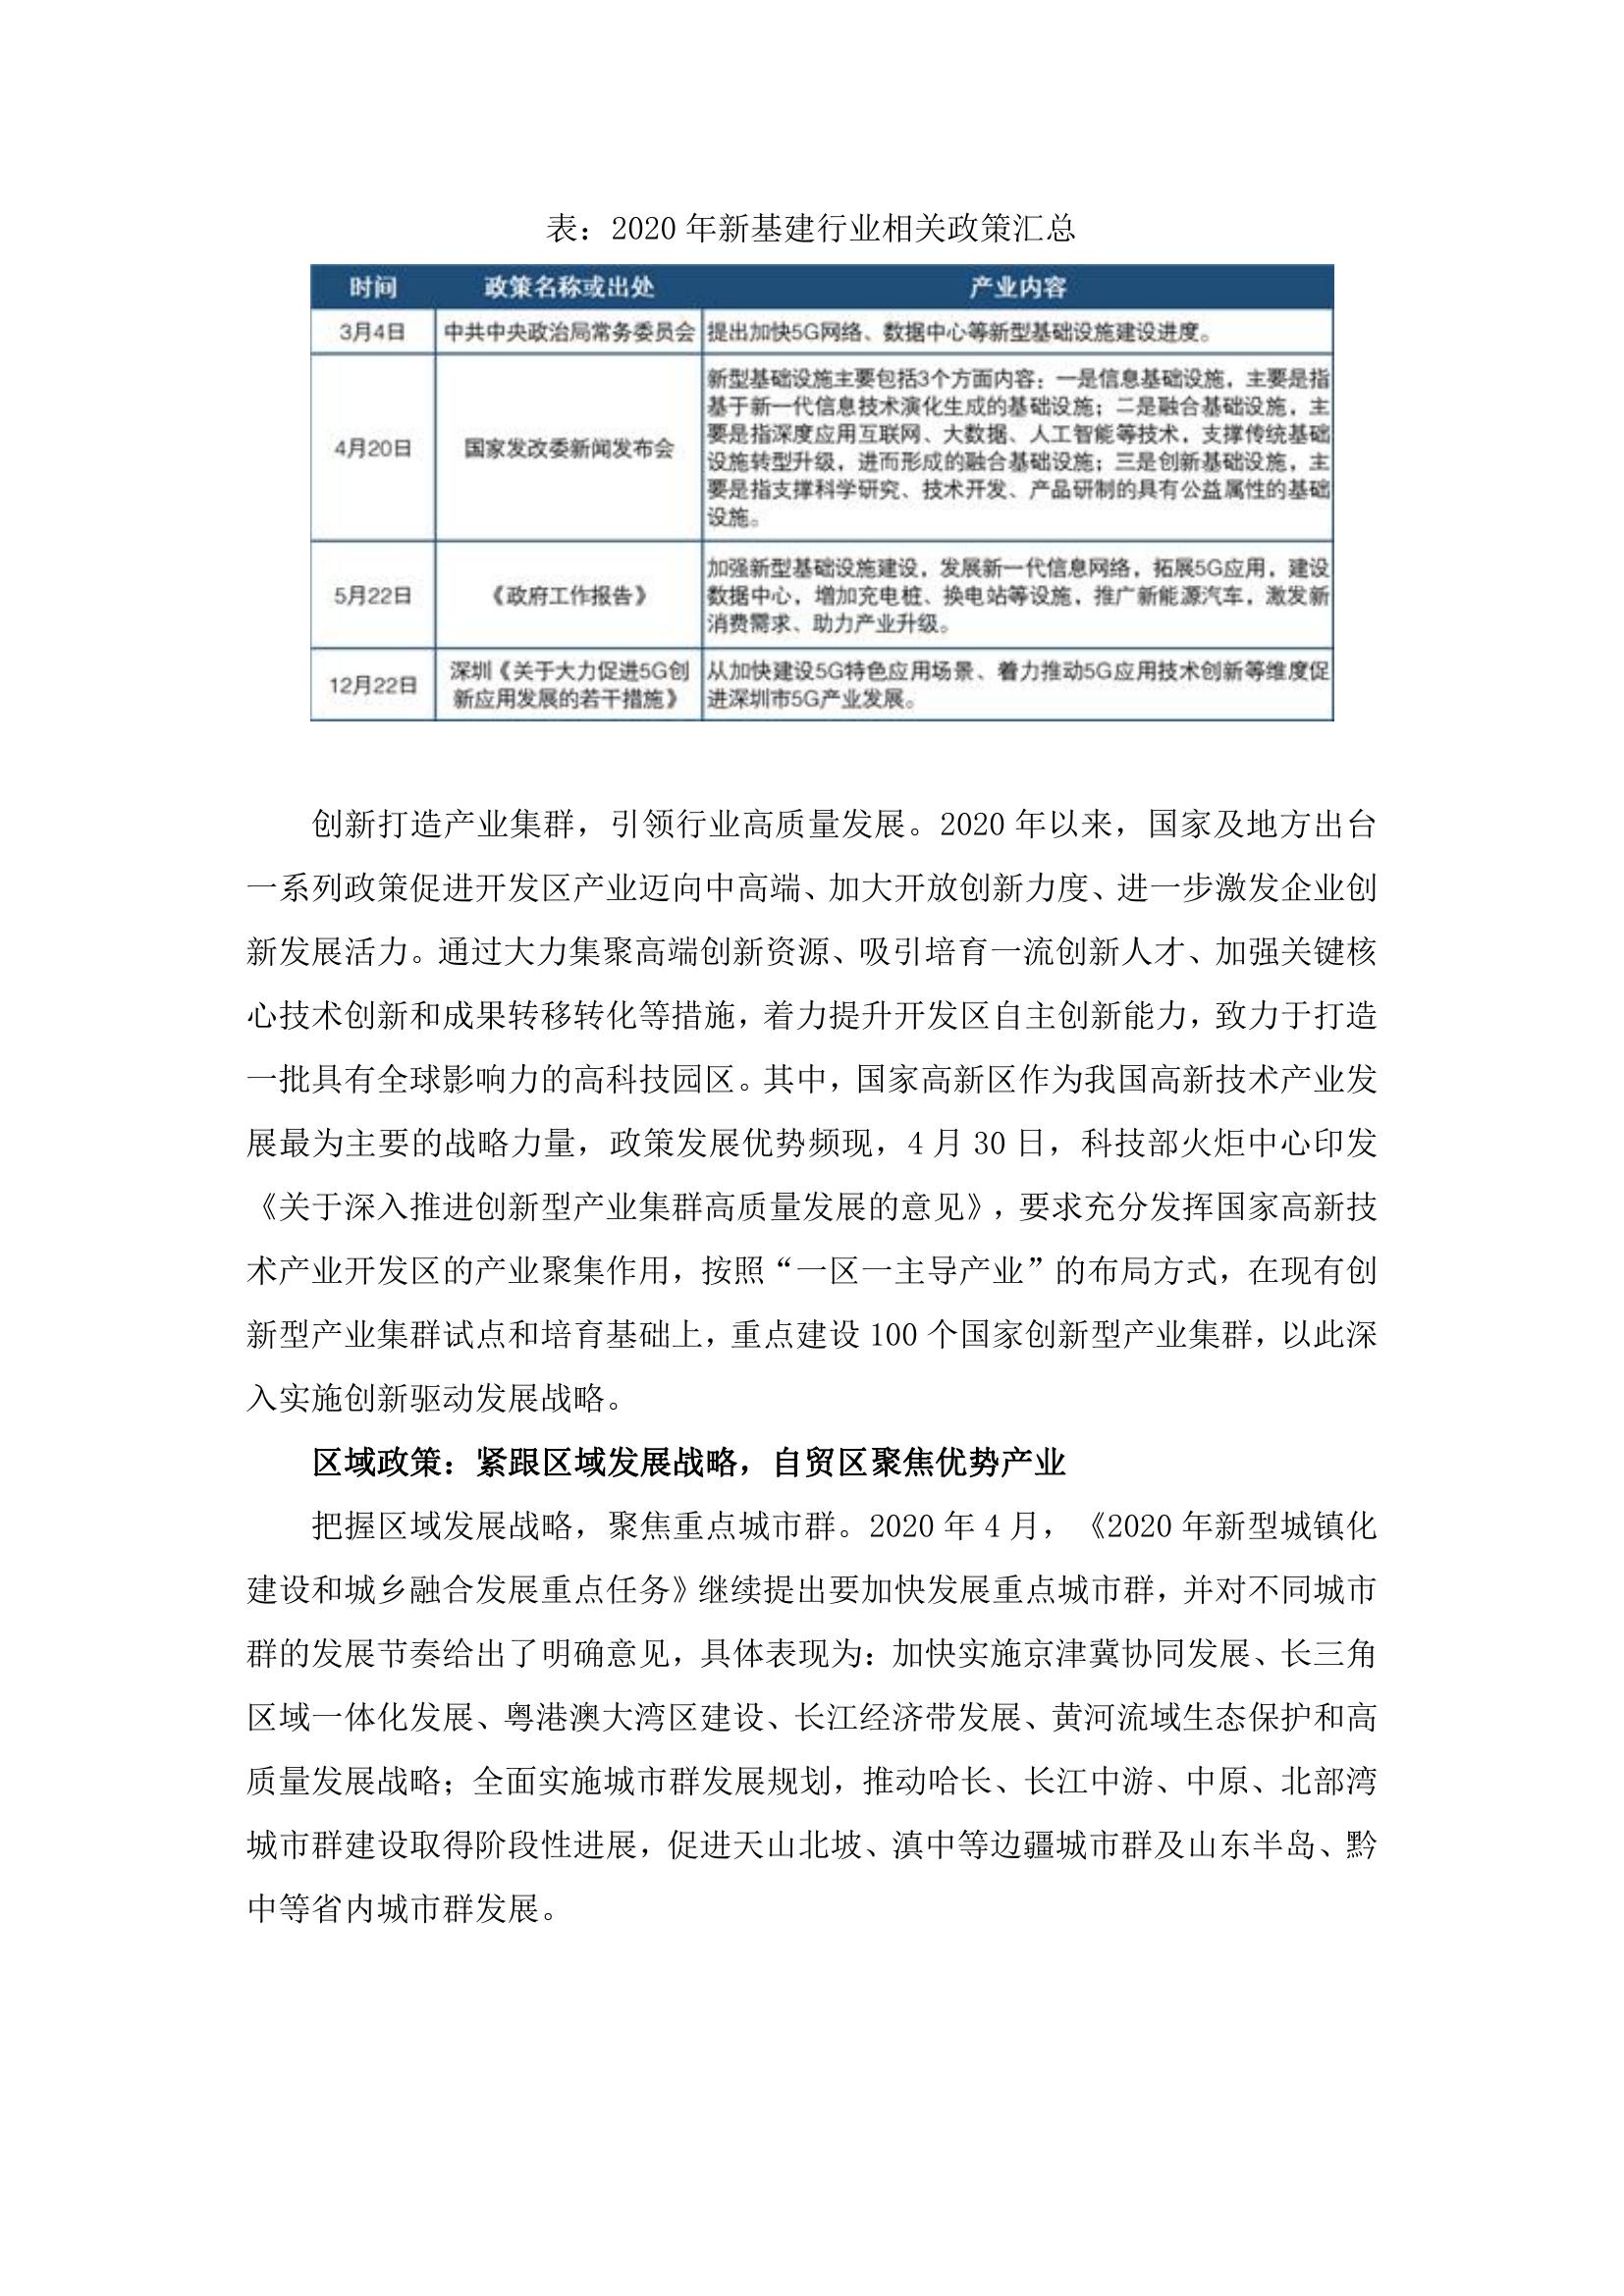 表：2020 年新基建行业相关政策汇总
时间 政策名称或出处 产业内容
3月4日 中共中央政治局常务委员会 提出加快5G网络、数据中心等新型基础设施建设进度。
4月20日 国家发改委新闻发布会
新型基础设施主要包括3个方面内容：一是信息基础设施，主要是指
基于新一代信息技术演化生成的基础设施；二是融合基础设施，主
要是指深度应用互联网、大数据、人工智能等技术，支撑传统基础
设施转型升级，进而形成的融合基础设施；三是创新基础设施，主
要是指支撑科学研究、技术开发、产品研制的具有公益属性的基础
设施。
5月22日 《政府工作报告》
加强新型基础设施建设，发展新一代信息网络，拓展5G应用，建设
数据中心，增加充电桩、换电站等设施，推广新能源汽车，激发新
消费需求、助力产业升级。
12月22日
深圳《关于大力促进5G创
新应用发展的若干措施》
从加快建设5G特色应用场景、着力推动5G应用技术创新等维度促
进深圳市5G产业发展。
创新打造产业集群，引领行业高质量发展。2020 年以来，国家及地方出台
一系列政策促进开发区产业迈向中高端、加大开放创新力度、进一步激发企业创
新发展活力。通过大力集聚高端创新资源、吸引培育一流创新人才、加强关键核
心技术创新和成果转移转化等措施，着力提升开发区自主创新能力，致力于打造
一批具有全球影响力的高科技园区。其中，国家高新区作为我国高新技术产业发
展最为主要的战略力量，政策发展优势频现，4 月 30 日，科技部火炬中心印发
《关于深入推进创新型产业集群高质量发展的意见》，要求充分发挥国家高新技
术产业开发区的产业聚集作用，按照“一区一主导产业”的布局方式，在现有创
新型产业集群试点和培育基础上，重点建设 100 个国家创新型产业集群，以此深
入实施创新驱动发展战略。
区域政策：紧跟区域发展战略，自贸区聚焦优势产业
把握区域发展战略，聚焦重点城市群。2020 年 4 月，《2020 年新型城镇化
建设和城乡融合发展重点任务》继续提出要加快发展重点城市群，并对不同城市
群的发展节奏给出了明确意见，具体表现为：加快实施京津冀协同发展、长三角
区域一体化发展、粤港澳大湾区建设、长江经济带发展、黄河流域生态保护和高
质量发展战略；全面实施城市群发展规划，推动哈长、长江中游、中原、北部湾
城市群建设取得阶段性进展，促进天山北坡、滇中等边疆城市群及山东半岛、黔
中等省内城市群发展。